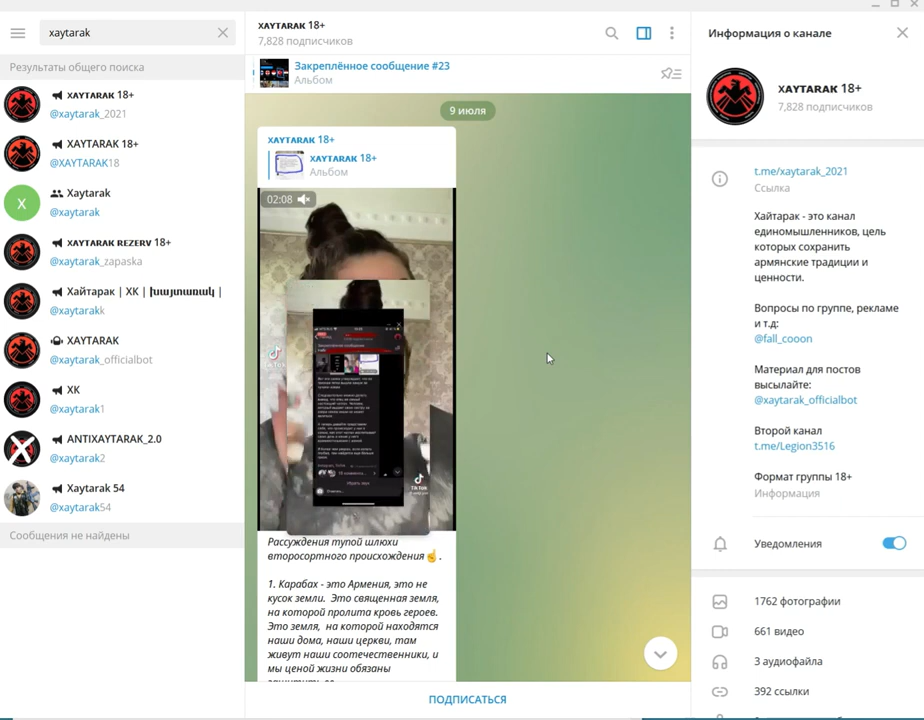 xaytarak
Результаты общего поиска
XAYTARAK 18+
@xaytarak_2021
XAYTARAK 18+
@XAYTARAK18
X
Xaytarak
@xaytarak
XAYTARAK REZERV 18+
@xaytarak_zapaska
Хайтарак | ХК | խայտառակ |
@xaytarakk
XAYTARAK
@xaytarak_officialbot
ХК
@xaytarak1
ANTIXAYTARAK_2.0
@xaytarak2
Xaytarak 54
@xaytarak54
Сообщения не найдены
XAYTARAK 18+
7,828 подписчиков
Закреплённое сообщение #23
Альбом
9 июля
XAYTARAK 18+
XAYTARAK 18+
Альбом
02:08
TikTok
TikTok
Рассуждения тупой шлюхи
второсортного происхождения☝️.
1. Карабах - это Армения, это не
кусок земли. Это священная земля,
на которой пролита кровь героев.
Это земля, на которой находятся
наши дома, наши церкви, там
живут наши соотечественники, и
мы ценой жизни обязаны
ПОДПИСАТЬСЯ
Информация о канале
XAYTARAK 18+
7,828 подписчиков
t.me/xaytarak_2021
Ссылка
Хайтарак - это канал
единомышленников, цель
которых сохранить
армянские традиции и
ценности.
Вопросы по группе, рекламе
и т.д:
@fall_cooon
Материал для постов
высылайте:
@xaytarak_officialbot
Второй канал
t.me/Legion3516
Формат группы 18+
Информация
Уведомления
1762 фотографии
661 видео
3 аудиофайла
392 ссылки